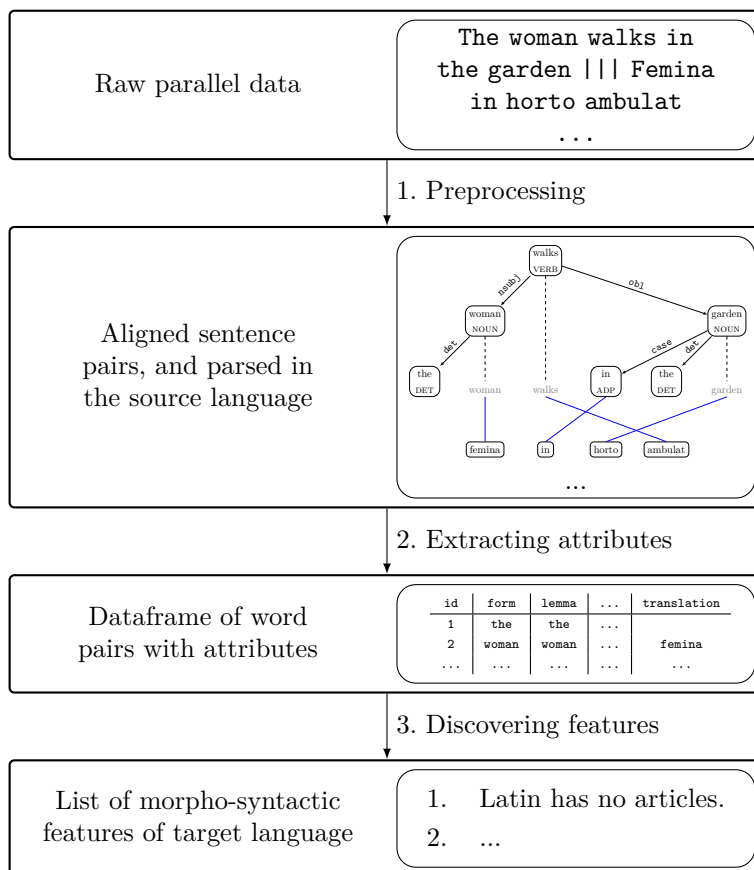 Raw parallel data
The woman walks in
the garden ||| Femina
in horto ambulat
...
1. Preprocessing
Aligned sentence
pairs, and parsed in
the source language
walks
VERB
nsubj
obl
woman
NOUN
garden
NOUN
det
case
det
the
DET
woman
walks
in
ADP
the
DET
garden
femina
in
horto
ambulat
...
2. Extracting attributes
Dataframe of word
pairs with attributes
id form lemma ... translation
1 the the ...
2 woman woman ... femina
... ... ... ... ...
3. Discovering features
List of morpho-syntactic
features of target language
1. Latin has no articles.
2. ...